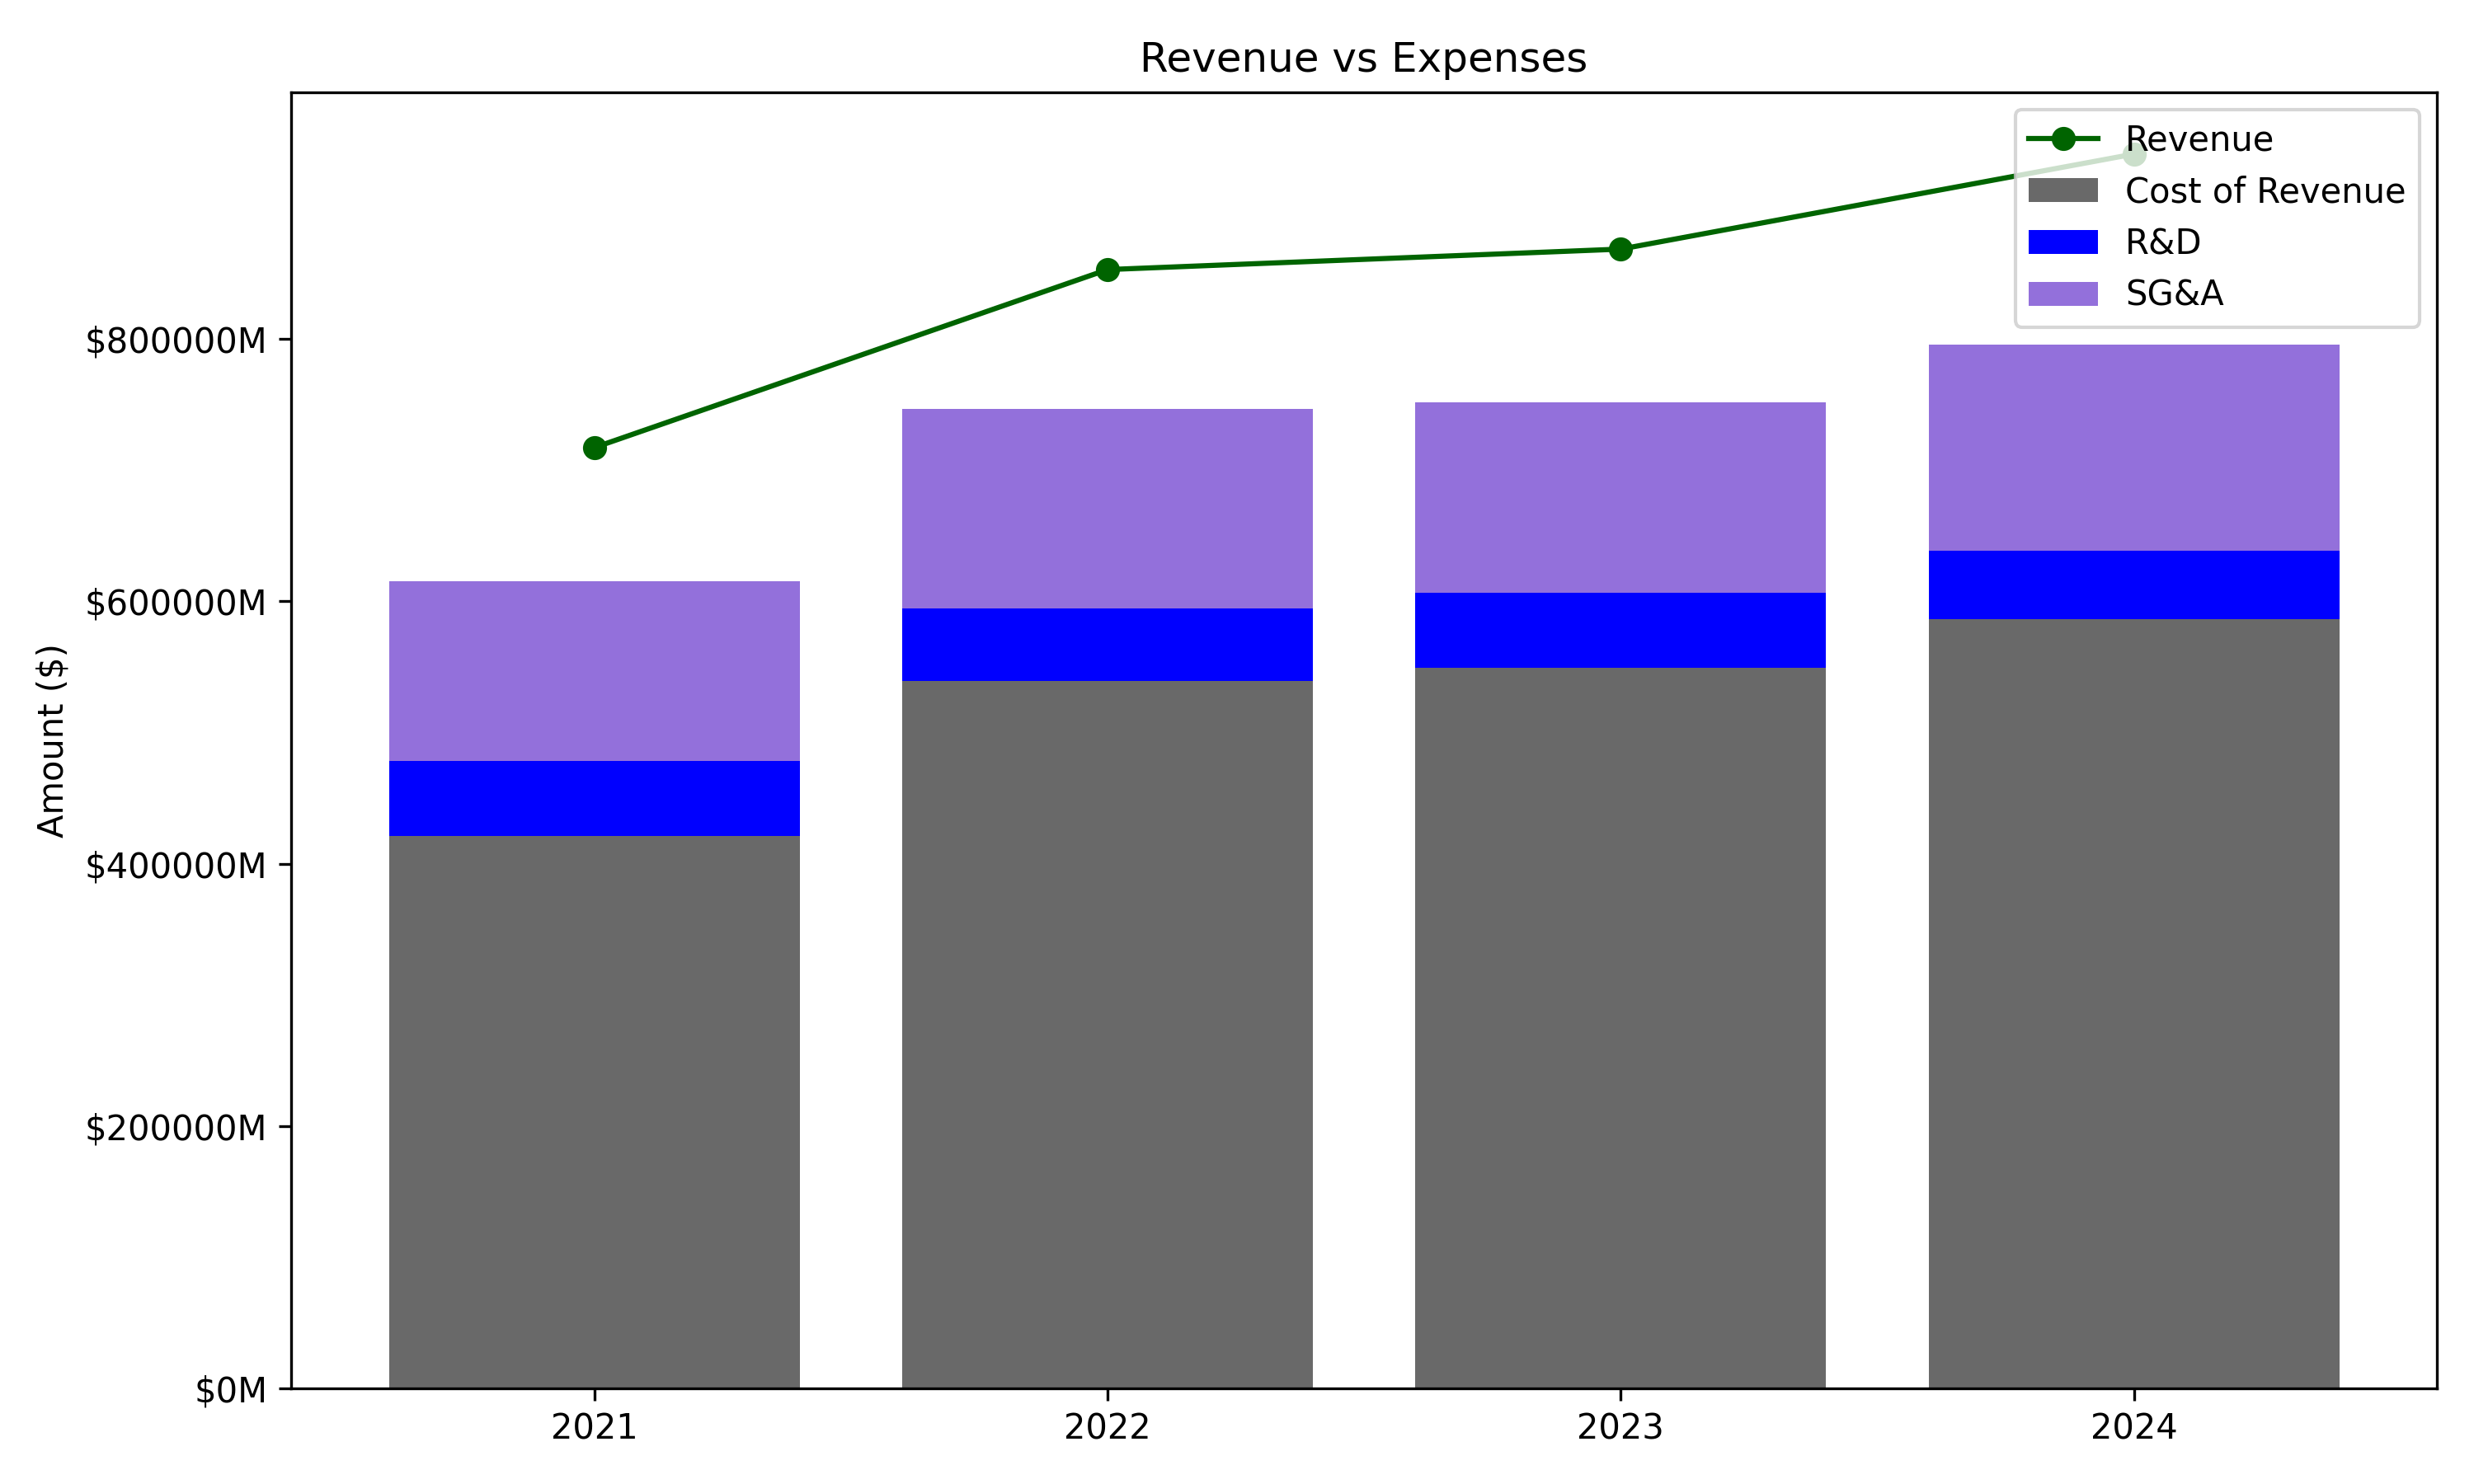 Revenue vs Expenses
Revenue
Cost of Revenue
R&D
SG&A
Amount ($)
$800000M
$600000M
$400000M
$200000M
$0M
2021
2022
2023
2024